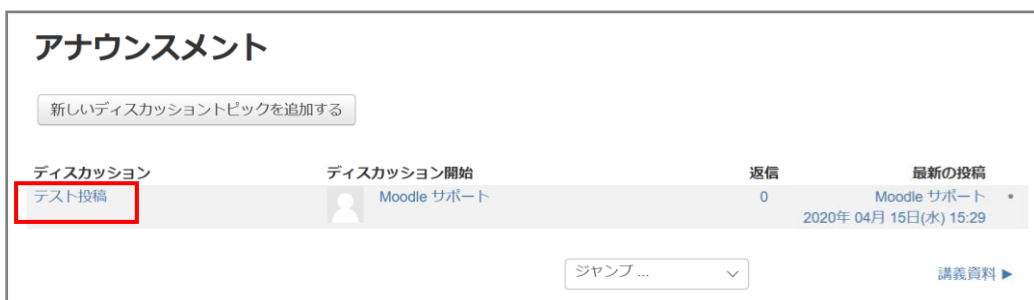 アナウンスメント
新しいディスカッショントピックを追加する
ディスカッション ディスカッション開始 返信 最新の投稿
テスト投稿 Moodle サポート 0 Moodle サポート
2020年 04月 15日(水) 15:29
ジャンプ ... 講義資料 ▶